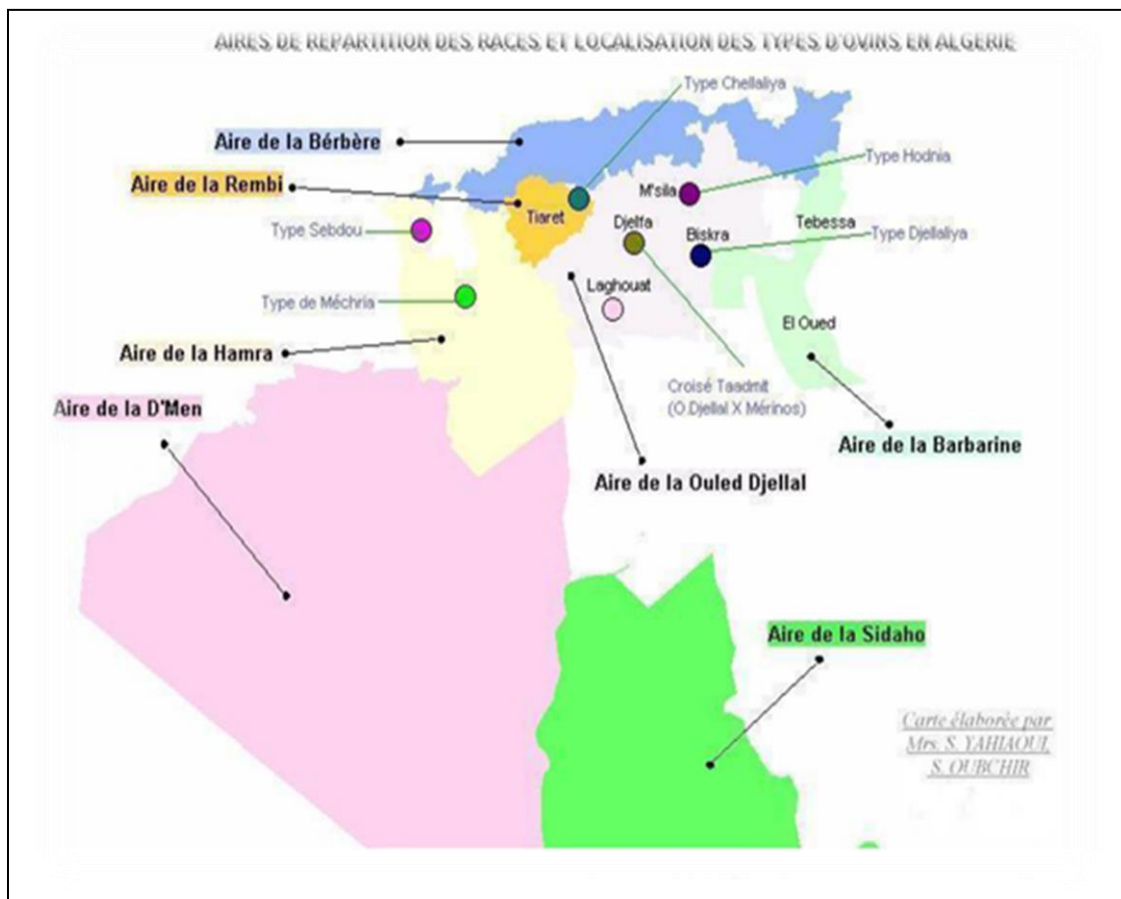 AIRES DE REPARTITION DES RACES ET LOCALISATION DES TYPES D'OVINS EN ALGERIE
Type Chellaliya
Aire de la Bérbère
Type Hodnia
Aire de la Rembi
M'sila
Tiaret
Djelfa
Tebessa
Type Sebdou
Biskra
Type Djellaliya
Laghouat
Type de Méchria
El Oued
Aire de la Hamra
Croisé Taadmit
(O.Djellal X Mérinos)
Aire de la D'Men
Aire de la Barbarine
Aire de la Ouled Djellal
Aire de la Sidaho
Carte élaborée par
Mrs. S. YAHIAOUI,
S. OUBCHIR